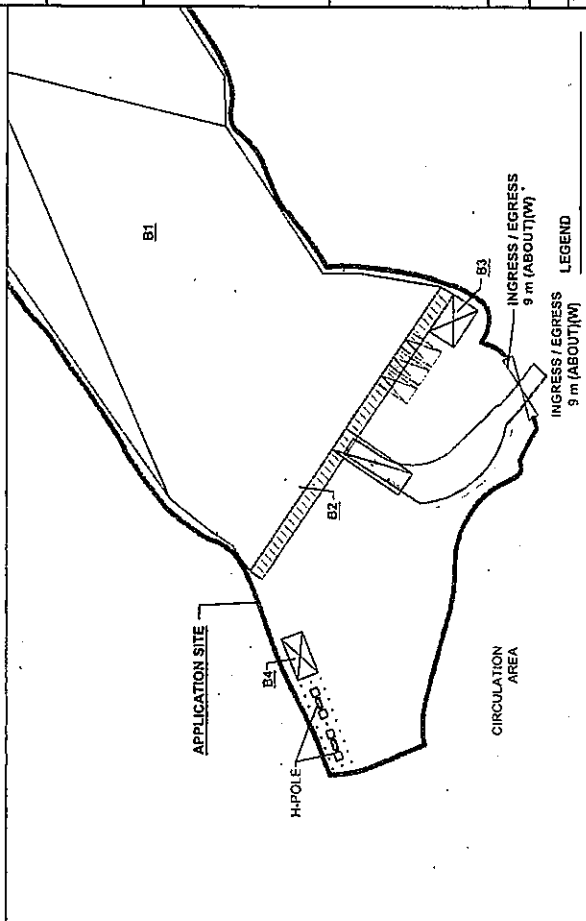 B1
B3
INGRESS / EGRESS
9 m (ABOUT)(W)
LEGEND
INGRESS / EGRESS
9 m (ABOUT)(W)
B2
APPLICATION SITE
B4
H-POLE
CIRCULATION
AREA